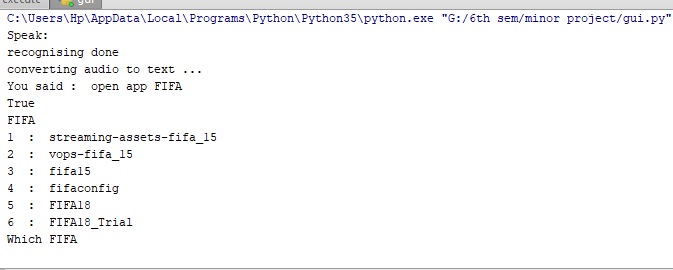 execute gui
C:\Users\Hp\AppData\Local\Programs\Python\Python35\python.exe "G:/6th sem/minor project/gui.py"
Speak:
recognising done
converting audio to text ...
You said :  open app FIFA
True
FIFA
1  :  streaming-assets-fifa_15
2  :  vops-fifa_15
3  :  fifa15
4  :  fifaconfig
5  :  FIFA18
6  :  FIFA18_Trial
Which FIFA